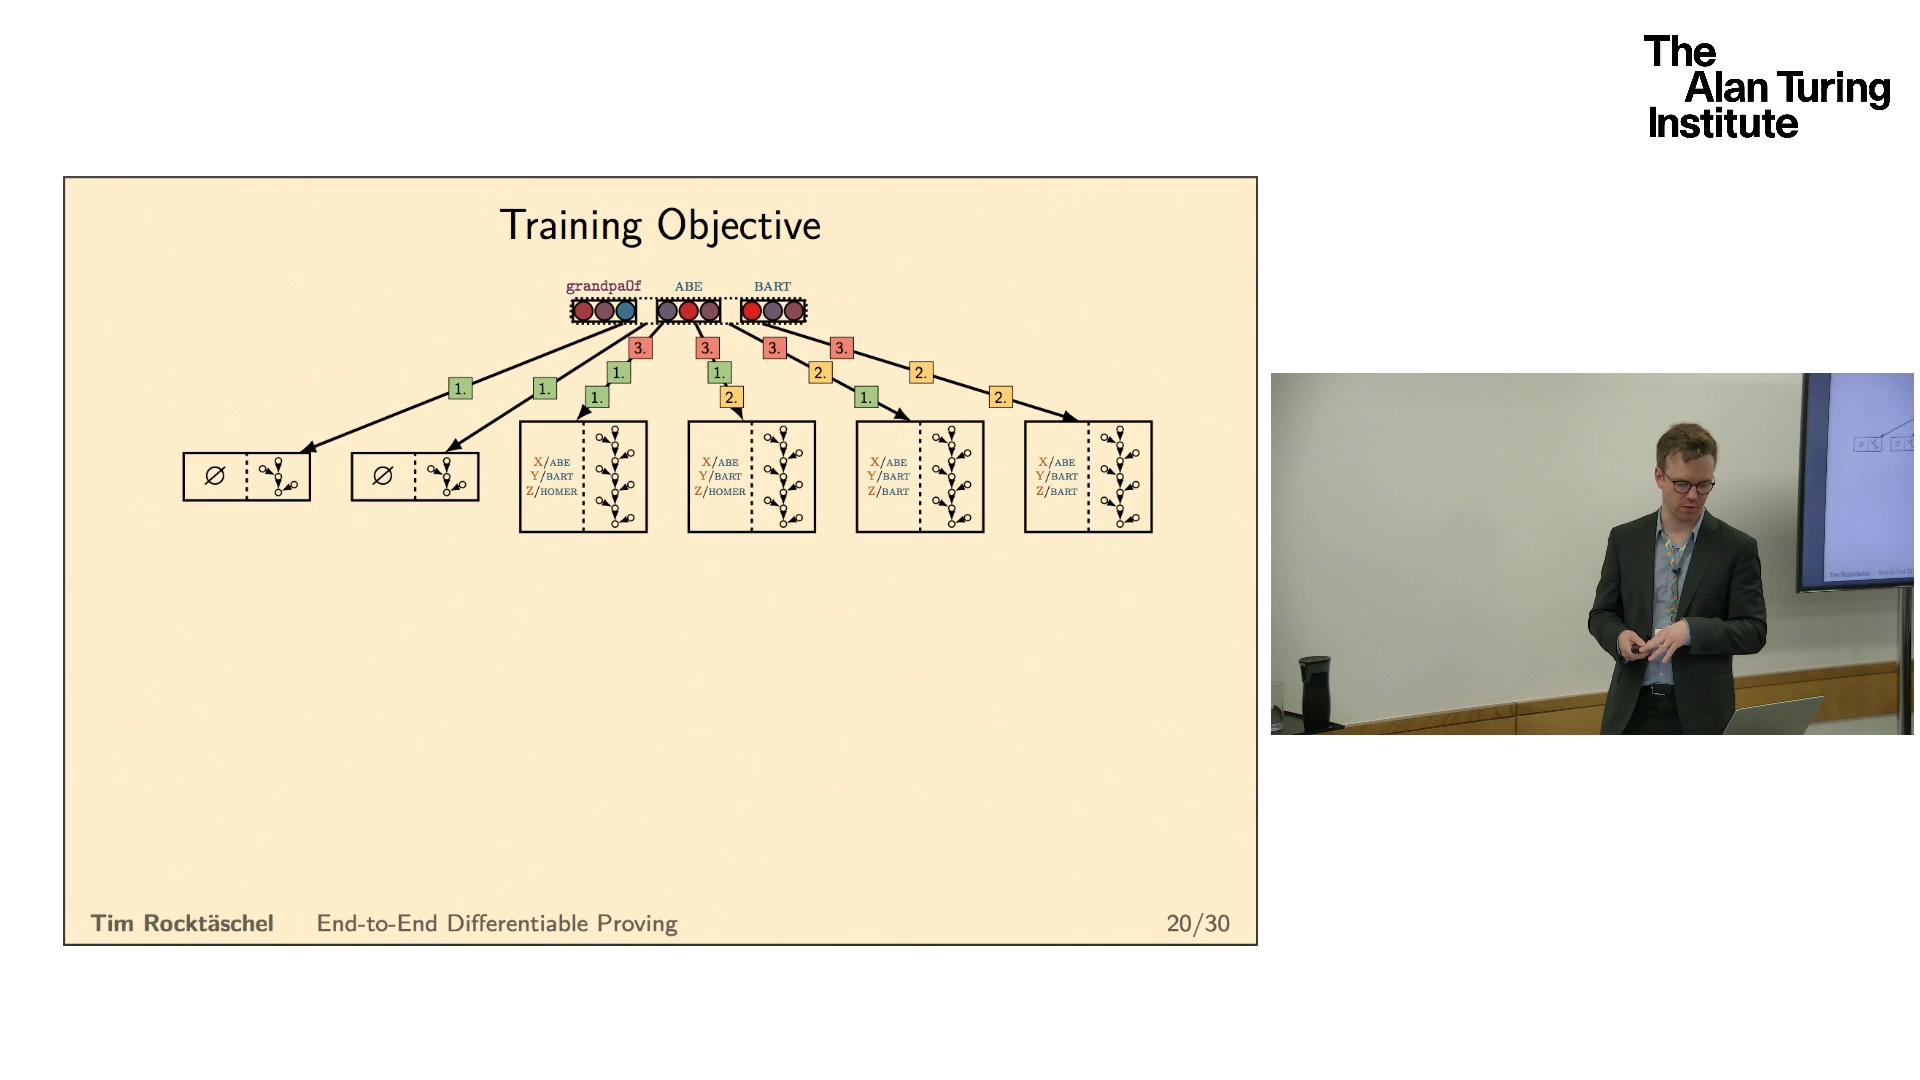 The
Alan Turing
Institute
Training Objective
grandpaOf ABE BART
3. 3. 3. 3.
1. 1. 2. 2.
1. 1.
1. 2. 1. 2.
∅ ∅
X/ABE X/ABE X/ABE X/ABE
Y/BART Y/BART Y/BART Y/BART
Z/HOMER Z/HOMER Z/BART Z/BART
Tim Rocktäschel End-to-End Differentiable Proving 20/30
Tim Rocktäschel